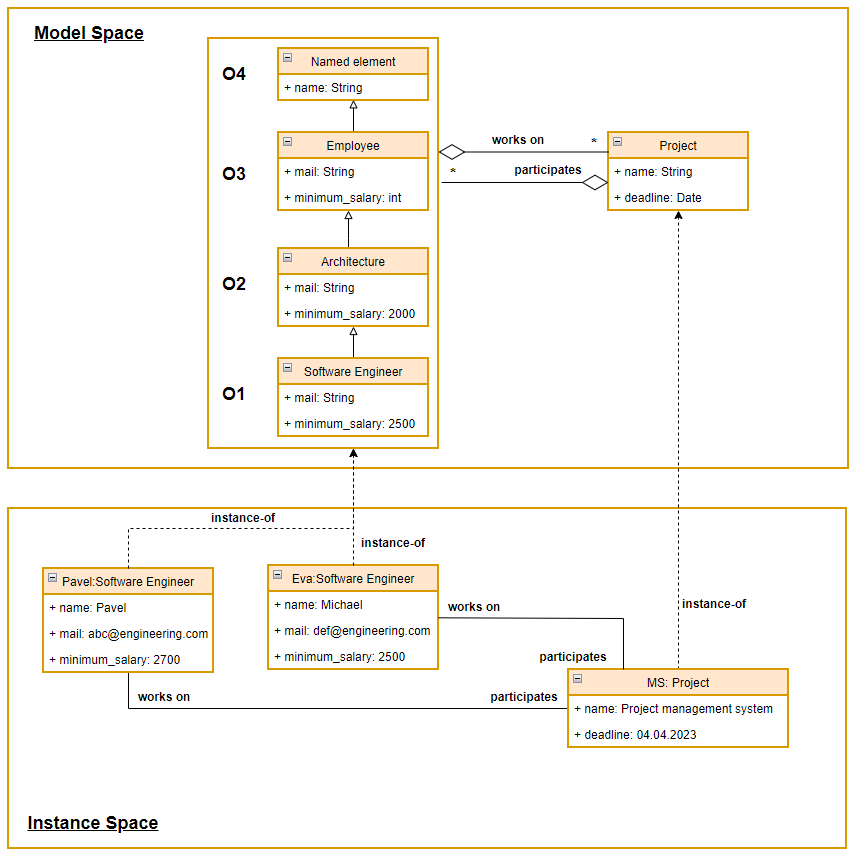 Model Space
O4
Named element
+ name: String
O3
Employee
+ mail: String
+ minimum_salary: int
works on
*
*
participates
Project
+ name: String
+ deadline: Date
O2
Architecture
+ mail: String
+ minimum_salary: 2000
O1
Software Engineer
+ mail: String
+ minimum_salary: 2500
instance-of
instance-of
instance-of
Pavel:Software Engineer
+ name: Pavel
+ mail: abc@engineering.com
+ minimum_salary: 2700
Eva:Software Engineer
+ name: Michael
+ mail: def@engineering.com
+ minimum_salary: 2500
works on
participates
works on
participates
MS: Project
+ name: Project management system
+ deadline: 04.04.2023
Instance Space